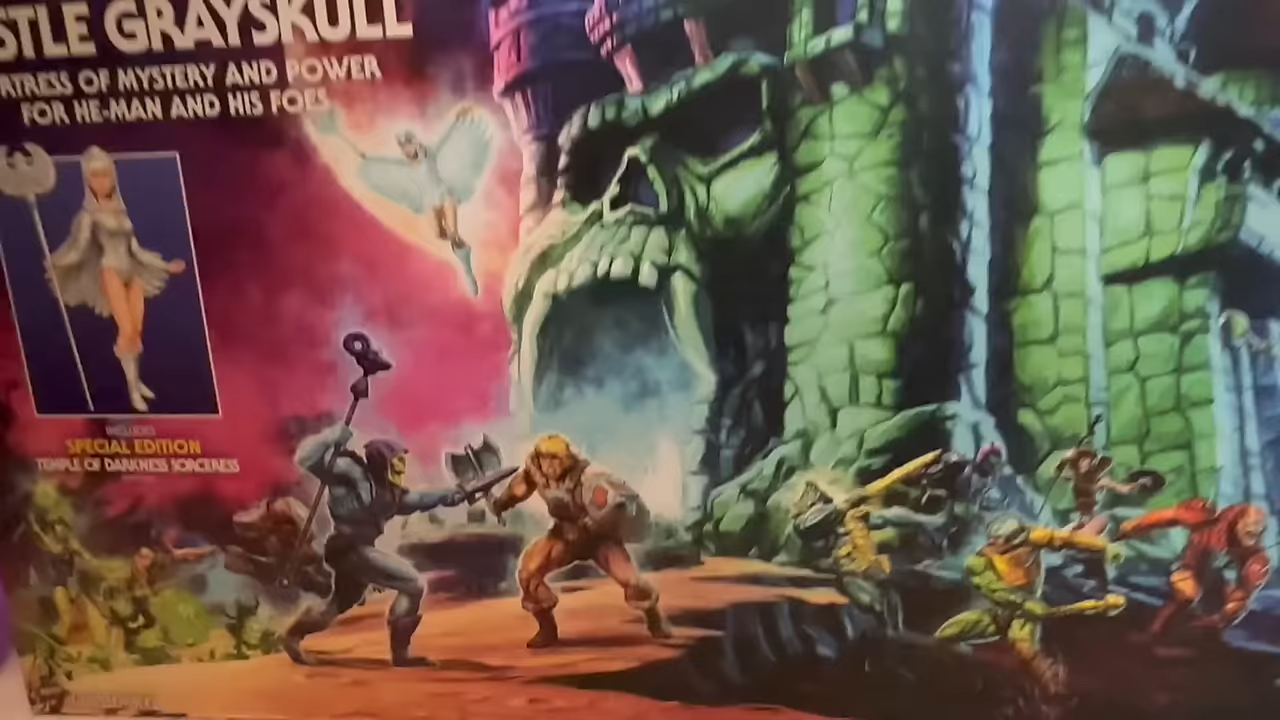 STLE GRAYSKULL
RTRESS OF MYSTERY AND POWER
FOR HE-MAN AND HIS FOES
INCLUDES
SPECIAL EDITION
TEMPLE OF DARKNESS SORCERESS